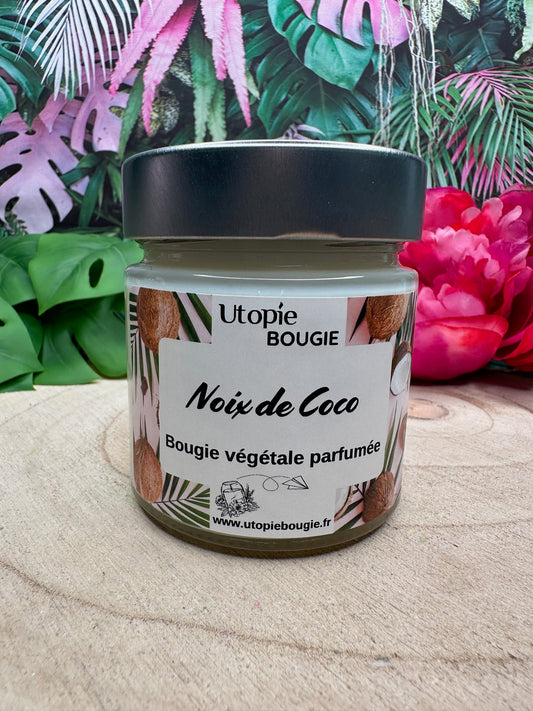 Utopie
BOUGIE
Noix de Coco
Bougie végétale parfumée
www.utopiebougie.fr